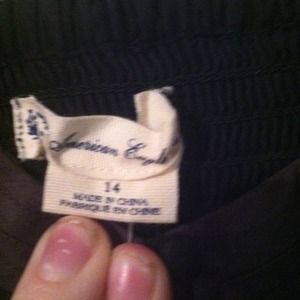 American Eagle
14
MADE IN CHINA
FABRIQUE EN CHINE